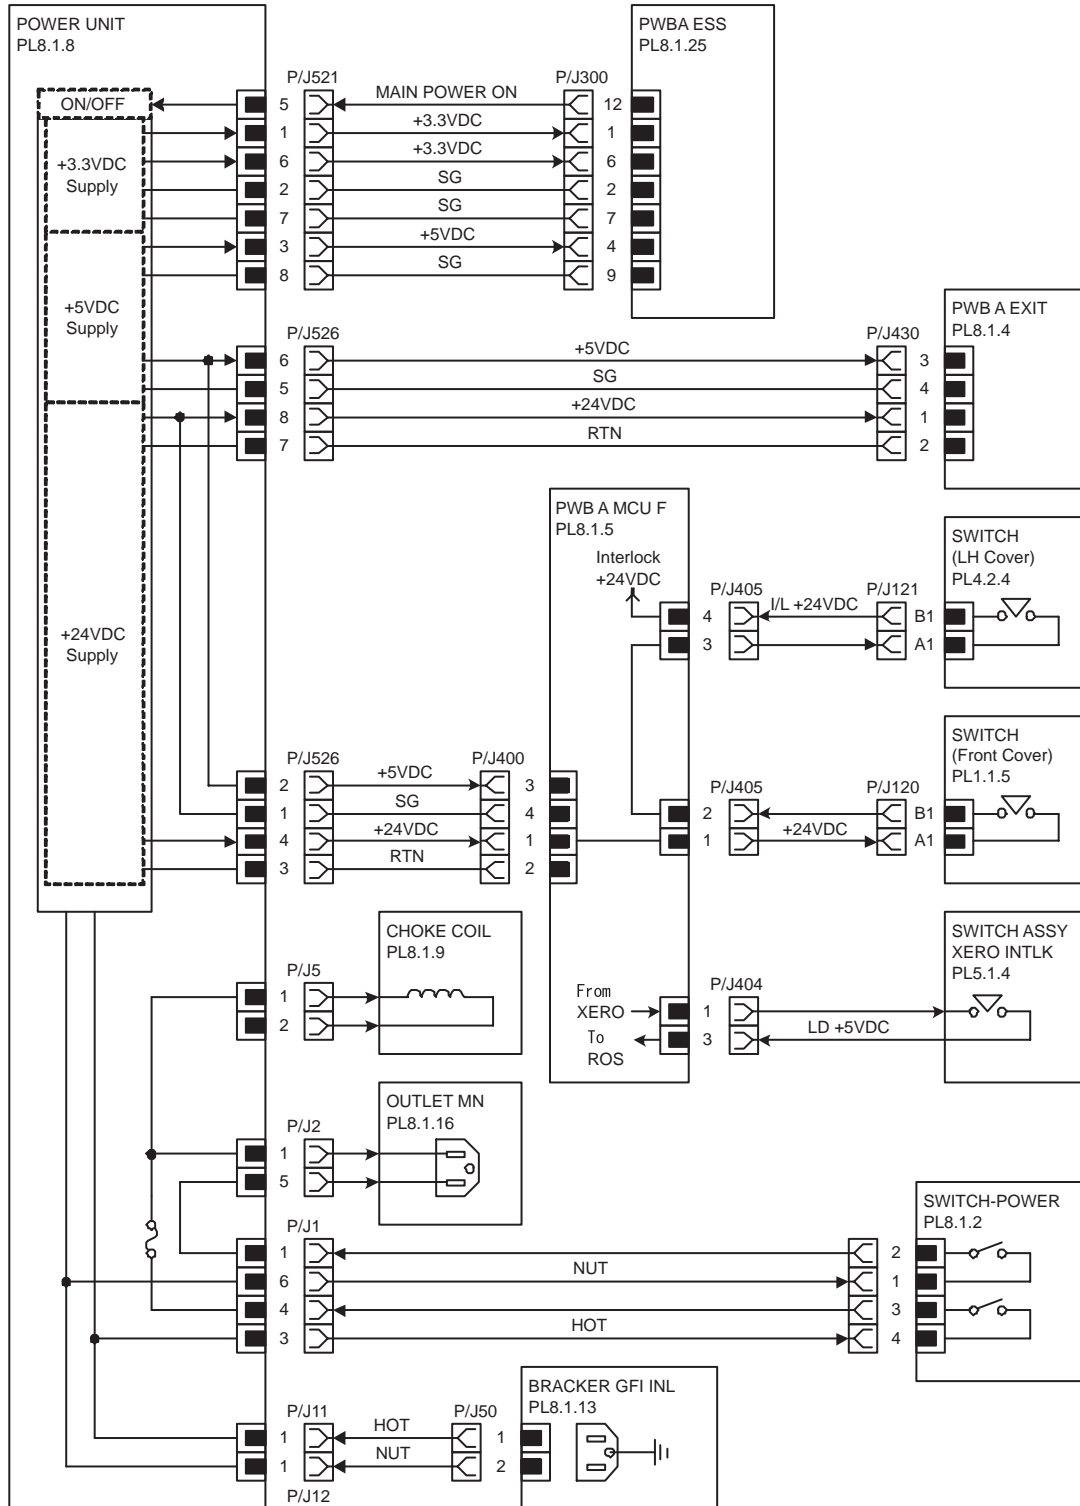 POWER UNIT
PL8.1.8
PWBA ESS
PL8.1.25
P/J521
P/J300
ON/OFF
5
MAIN POWER ON
12
1
+3.3VDC
1
+3.3VDC
Supply
6
+3.3VDC
6
2
SG
2
7
SG
7
3
+5VDC
4
8
SG
9
+5VDC
Supply
P/J526
P/J430
PWB A EXIT
PL8.1.4
6
+5VDC
3
5
SG
4
8
+24VDC
1
7
RTN
2
PWB A MCU F
PL8.1.5
Interlock
+24VDC
SWITCH
(LH Cover)
PL4.2.4
P/J405
P/J121
4
I/L +24VDC
B1
3
A1
+24VDC
Supply
SWITCH
(Front Cover)
PL1.1.5
P/J526
P/J400
2
+5VDC
3
1
SG
4
4
+24VDC
1
3
RTN
2
P/J405
P/J120
2
B1
1
+24VDC
A1
CHOKE COIL
PL8.1.9
P/J5
1
2
SWITCH ASSY
XERO INTLK
PL5.1.4
From
XERO
To
ROS
P/J404
1
3
LD +5VDC
OUTLET MN
PL8.1.16
P/J2
1
5
SWITCH-POWER
PL8.1.2
P/J1
1
2
6
NUT
1
4
3
3
HOT
4
BRACKER GFI INL
PL8.1.13
P/J11
P/J50
1
HOT
1
1
NUT
2
P/J12